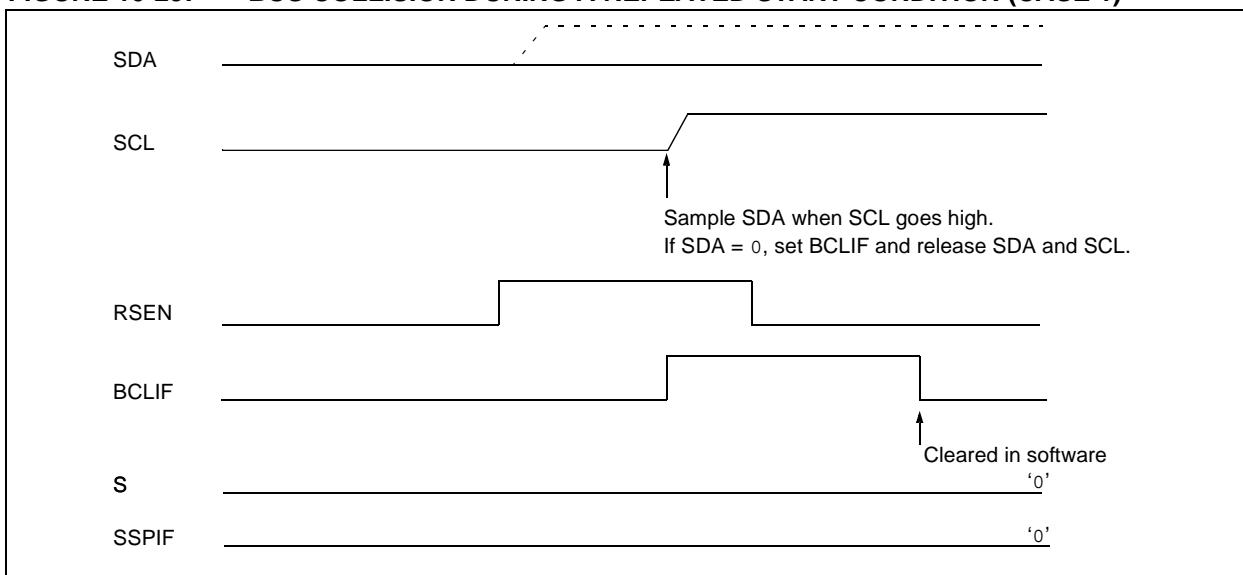 SDA
SCL
Sample SDA when SCL goes high.
If SDA = 0, set BCLIF and release SDA and SCL.
RSEN
BCLIF
Cleared in software
S
‘0’
SSPIF
‘0’